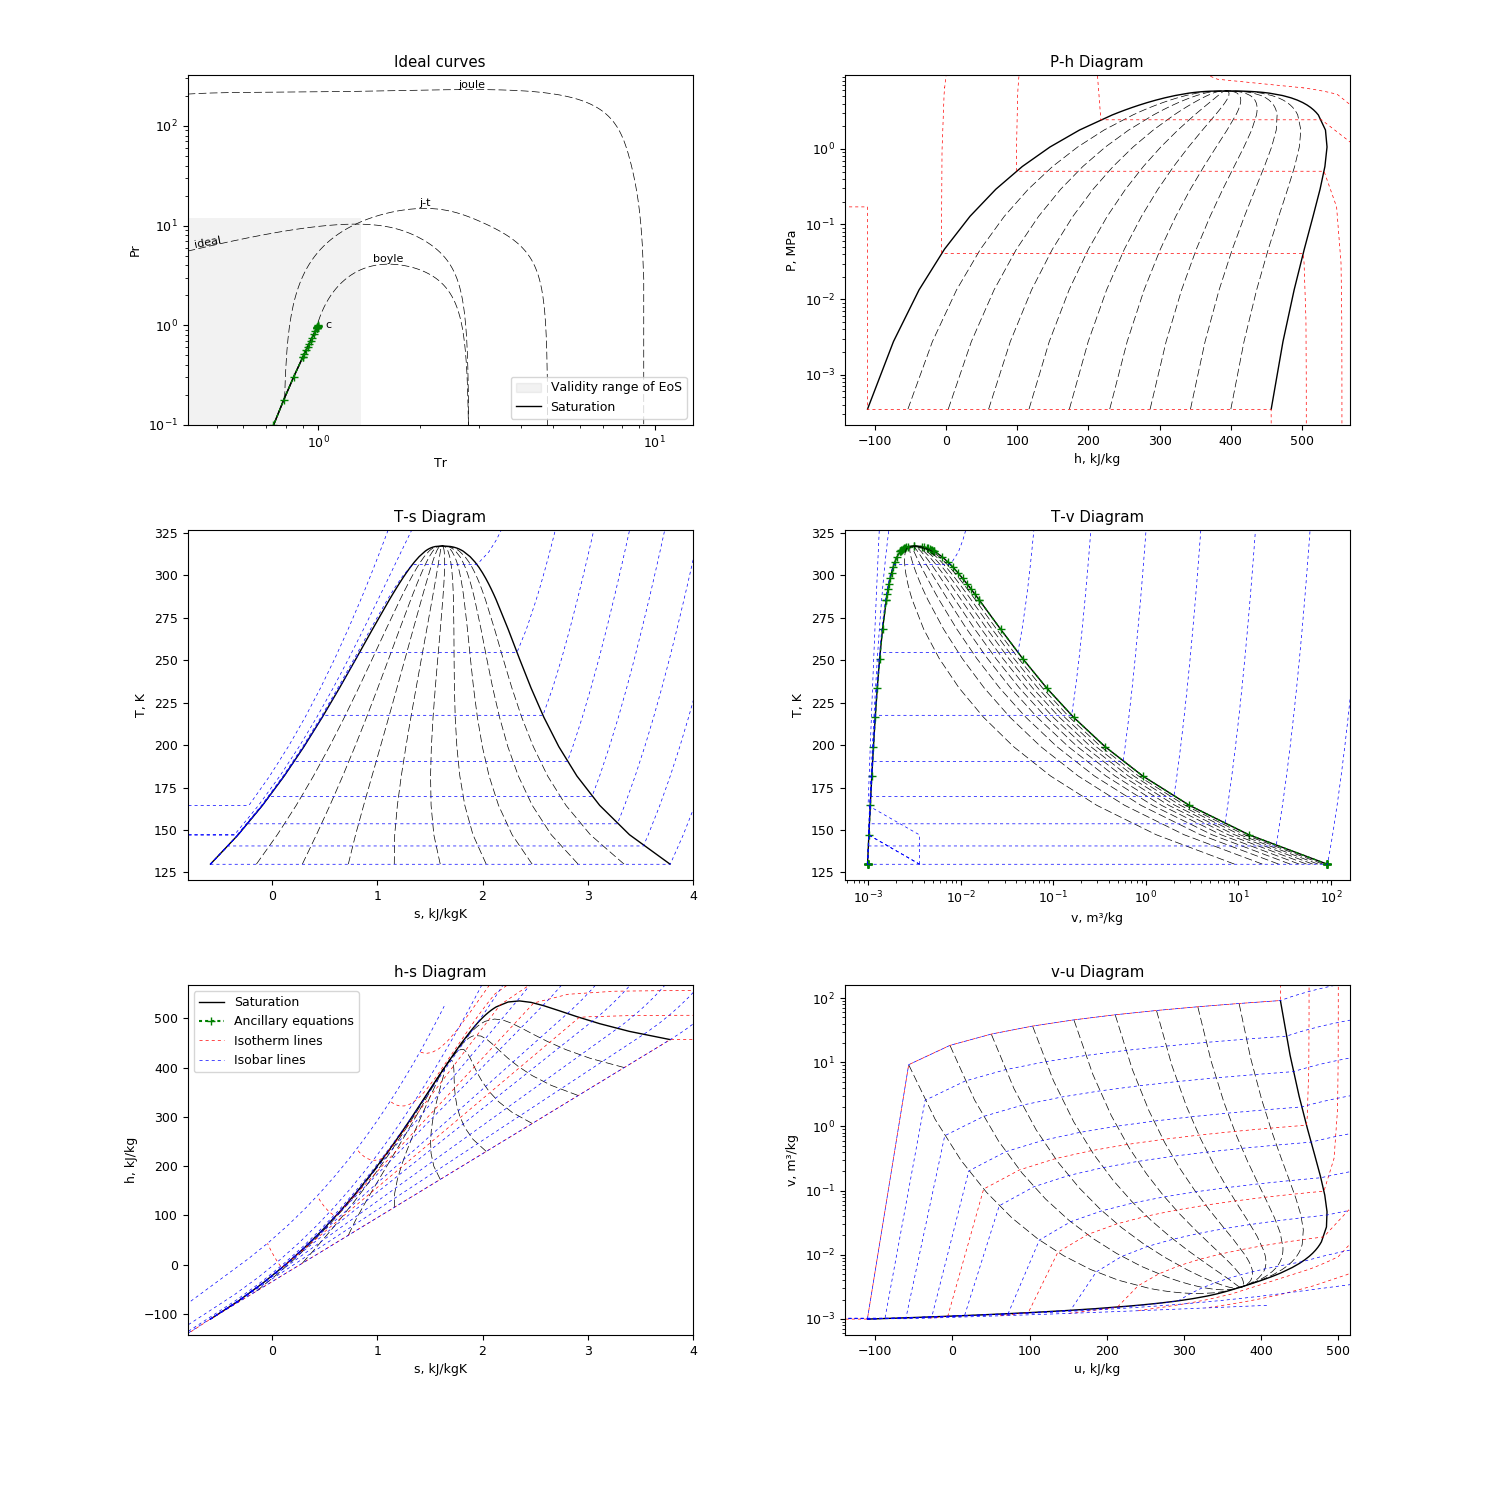 Ideal curves
joule
j-t
ideal
boyle
c
Validity range of EoS
Saturation
10²
10¹
10⁰
10⁻¹
Pr
10⁰
10¹
Tr
P-h Diagram
10⁰
10⁻¹
10⁻²
10⁻³
P, MPa
−100
0
100
200
300
400
500
h, kJ/kg
T-s Diagram
325
300
275
250
225
200
175
150
125
T, K
0
1
2
3
4
s, kJ/kgK
T-v Diagram
325
300
275
250
225
200
175
150
125
T, K
10⁻³
10⁻²
10⁻¹
10⁰
10¹
10²
v, m³/kg
h-s Diagram
Saturation
Ancillary equations
Isotherm lines
Isobar lines
500
400
300
200
100
0
−100
h, kJ/kg
0
1
2
3
4
s, kJ/kgK
v-u Diagram
10²
10¹
10⁰
10⁻¹
10⁻²
10⁻³
v, m³/kg
−100
0
100
200
300
400
500
u, kJ/kg